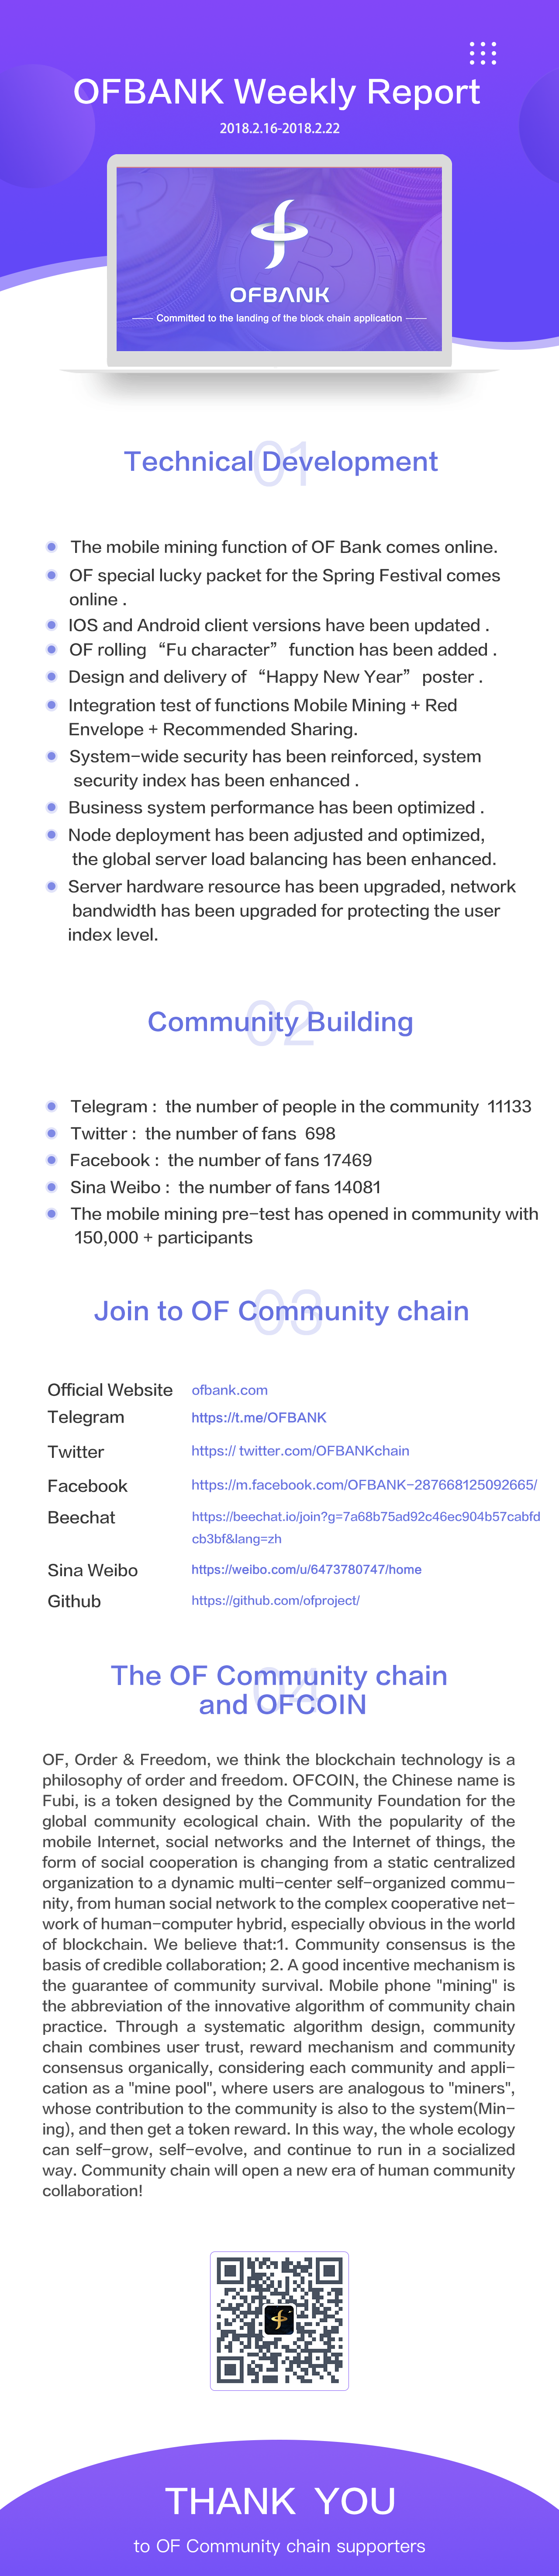 OFBANK Weekly Report
2018.2.16-2018.2.22
OFBANK
Committed to the landing of the block chain application
01
Technical Development
The mobile mining function of OF Bank comes online.
OF special lucky packet for the Spring Festival comes
online .
IOS and Android client versions have been updated .
OF rolling “Fu character” function has been added .
Design and delivery of “Happy New Year” poster .
Integration test of functions Mobile Mining + Red
Envelope + Recommended Sharing.
System-wide security has been reinforced, system
security index has been enhanced .
Business system performance has been optimized .
Node deployment has been adjusted and optimized,
the global server load balancing has been enhanced.
Server hardware resource has been upgraded, network
bandwidth has been upgraded for protecting the user
index level.
02
Community Building
Telegram : the number of people in the community 11133
Twitter : the number of fans 698
Facebook : the number of fans 17469
Sina Weibo : the number of fans 14081
The mobile mining pre-test has opened in community with
150,000 + participants
03
Join to OF Community chain
Official Website ofbank.com
Telegram https://t.me/OFBANK
Twitter https:// twitter.com/OFBANKchain
Facebook https://m.facebook.com/OFBANK-287668125092665/
Beechat https://beechat.io/join?g=7a68b75ad92c46ec904b57cabfd
cb3bf&lang=zh
Sina Weibo https://weibo.com/u/6473780747/home
Github https://github.com/ofproject/
04
The OF Community chain
and OFCOIN
OF, Order & Freedom, we think the blockchain technology is a
philosophy of order and freedom. OFCOIN, the Chinese name is
Fubi, is a token designed by the Community Foundation for the
global community ecological chain. With the popularity of the
mobile Internet, social networks and the Internet of things, the
form of social cooperation is changing from a static centralized
organization to a dynamic multi-center self-organized commu-
nity, from human social network to the complex cooperative net-
work of human-computer hybrid, especially obvious in the world
of blockchain. We believe that:1. Community consensus is the
basis of credible collaboration; 2. A good incentive mechanism is
the guarantee of community survival. Mobile phone "mining" is
the abbreviation of the innovative algorithm of community chain
practice. Through a systematic algorithm design, community
chain combines user trust, reward mechanism and community
consensus organically, considering each community and appli-
cation as a "mine pool", where users are analogous to "miners",
whose contribution to the community is also to the system(Min-
ing), and then get a token reward. In this way, the whole ecology
can self-grow, self-evolve, and continue to run in a socialized
way. Community chain will open a new era of human community
collaboration!
THANK YOU
to OF Community chain supporters